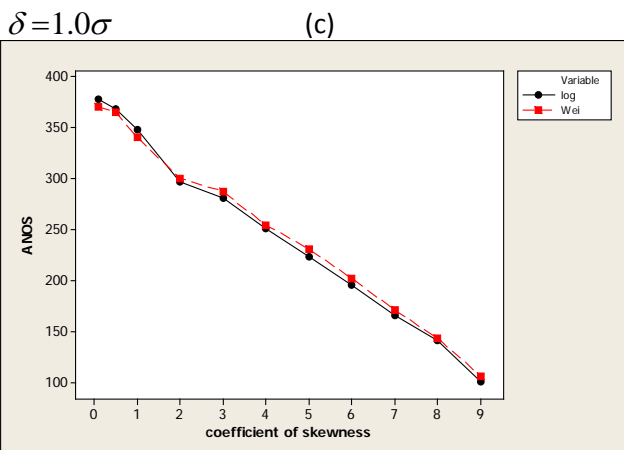 δ=1.0σ (c)
400
350
300
250
200
150
100
ANOS
0 1 2 3 4 5 6 7 8 9
coefficient of skewness
Variable
log
Wei